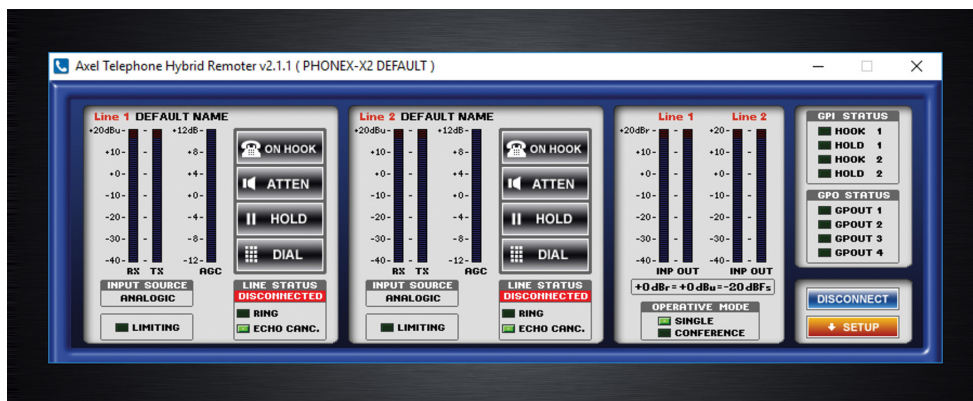 Axel Telephone Hybrid Remoter v2.1.1 ( PHONEX-X2 DEFAULT )
Line 1 DEFAULT NAME
+20dBu- - +12dB-
+10- - +8-
+0- - +4-
-10- - +0-
-20- - -4-
-30- - -8-
-40- - -12-
RX TX AGC
ON HOOK
ATTEN
HOLD
DIAL
INPUT SOURCE
ANALOGIC
LIMITING
LINE STATUS
DISCONNECTED
RING
ECHO CANC.
Line 2 DEFAULT NAME
+20dBu- - +12dB-
+10- - +8-
+0- - +4-
-10- - +0-
-20- - -4-
-30- - -8-
-40- - -12-
RX TX AGC
ON HOOK
ATTEN
HOLD
DIAL
INPUT SOURCE
ANALOGIC
LIMITING
LINE STATUS
DISCONNECTED
RING
ECHO CANC.
Line 1 Line 2
+20dBr - +20-
+10- +10-
+0- +0-
-10- -10-
-20- -20-
-30- -30-
-40- -40-
INP OUT INP OUT
+0 dBr = +0 dBu = -20 dBFs
OPERATIVE MODE
SINGLE
CONFERENCE
GPI STATUS
HOOK 1
HOLD 1
HOOK 2
HOLD 2
GPO STATUS
GPOUT 1
GPOUT 2
GPOUT 3
GPOUT 4
DISCONNECT
SETUP